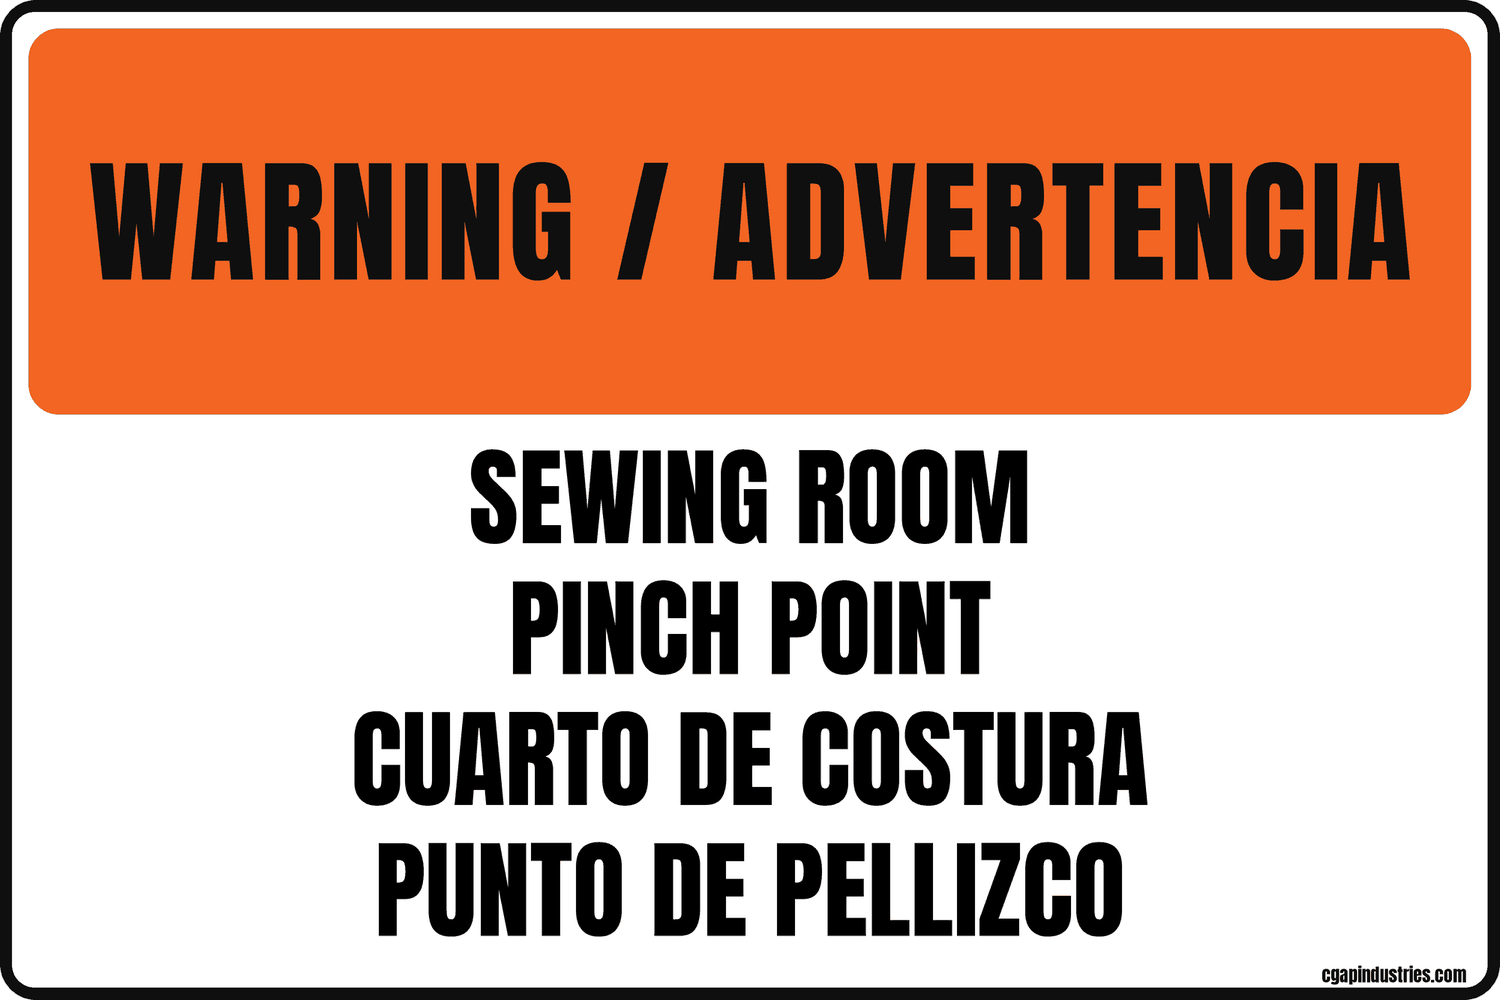 WARNING / ADVERTENCIA
SEWING ROOM
PINCH POINT
CUARTO DE COSTURA
PUNTO DE PELLIZCO
cgapindustries.com